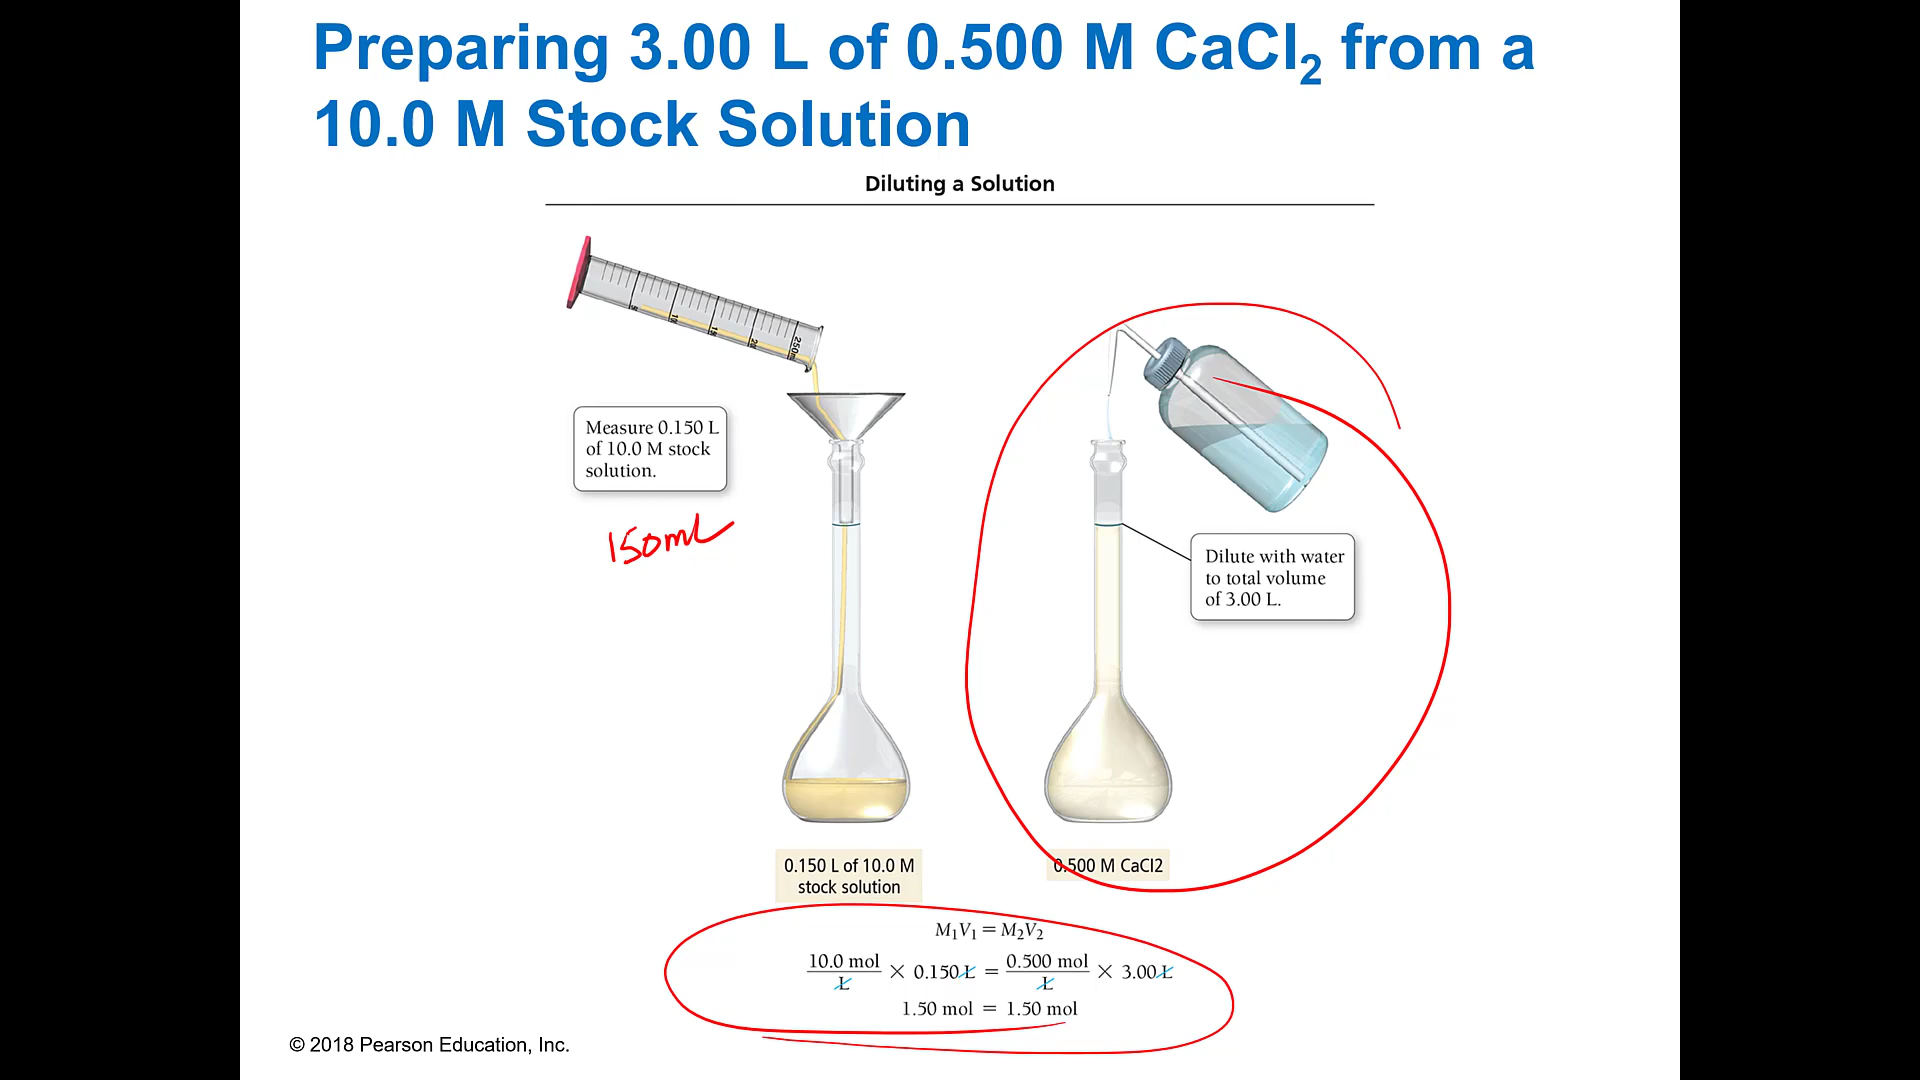 Preparing 3.00 L of 0.500 M CaCl₂ from a
10.0 M Stock Solution
Diluting a Solution
250
Measure 0.150 L
of 10.0 M stock
solution.
150mL
Dilute with water
to total volume
of 3.00 L.
0.150 L of 10.0 M
stock solution
0.500 M CaCl2
M₁V₁ = M₂V₂
10.0 mol / L × 0.150 L = 0.500 mol / L × 3.00 L
1.50 mol = 1.50 mol
© 2018 Pearson Education, Inc.